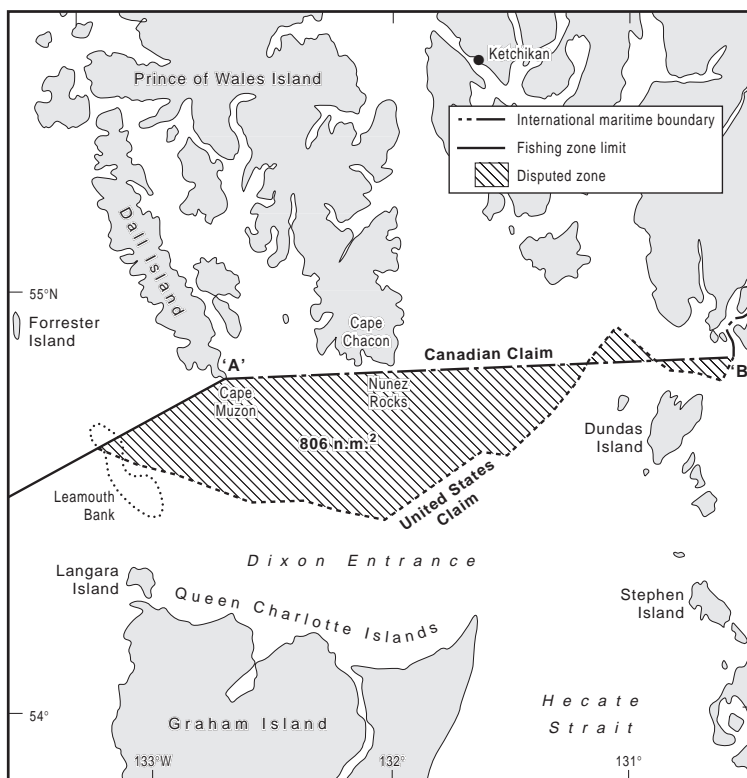 Ketchikan
Prince of Wales Island
International maritime boundary
Fishing zone limit
Disputed zone
Dall Island
55°N
Forrester
Island
Cape
Chacon
'A'
Canadian Claim
'B
Cape
Muzon
Nunez
Rocks
Dundas
Island
806 n.m.²
Leamouth
Bank
United States
Claim
Dixon Entrance
Langara
Island
Queen Charlotte Islands
Stephen
Island
Hecate
Strait
54°
Graham Island
133°W
132°
131°